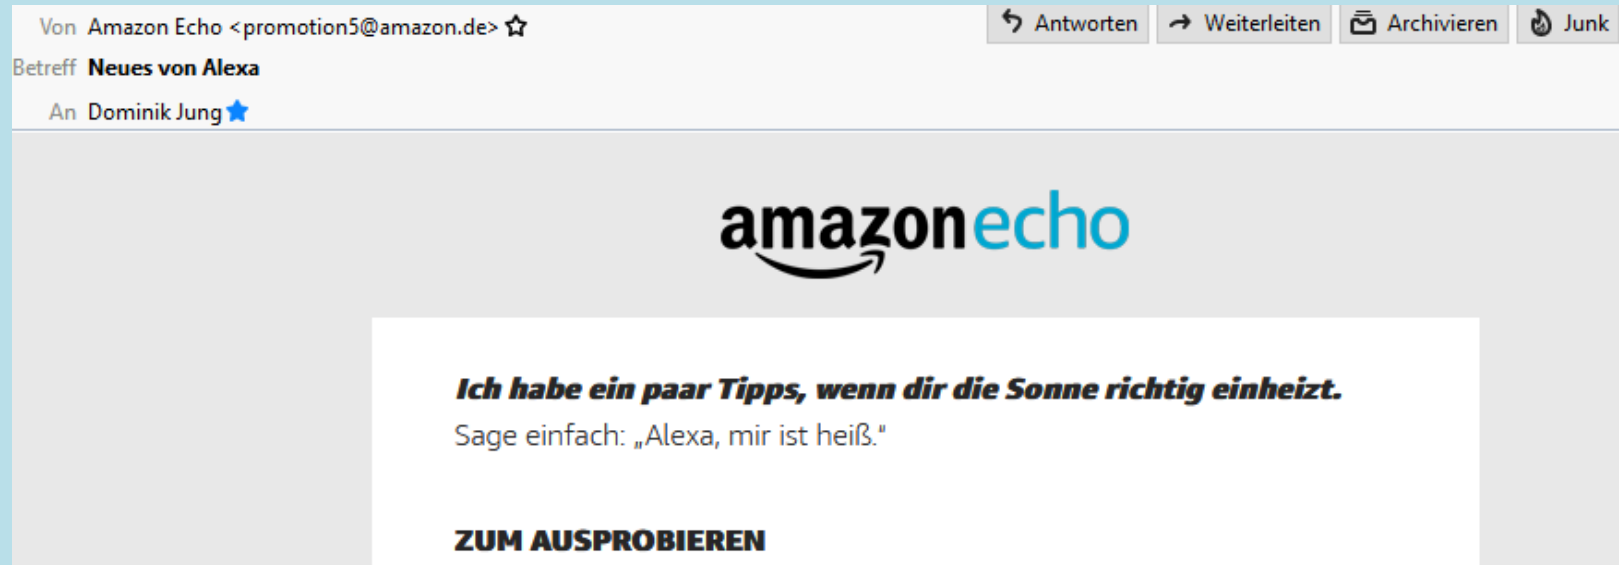 Von Amazon Echo <promotion5@amazon.de>
Antworten Weiterleiten Archivieren Junk
Betreff Neues von Alexa
An Dominik Jung
amazon echo
Ich habe ein paar Tipps, wenn dir die Sonne richtig einheizt.
Sage einfach: „Alexa, mir ist heiß.“
ZUM AUSPROBIEREN